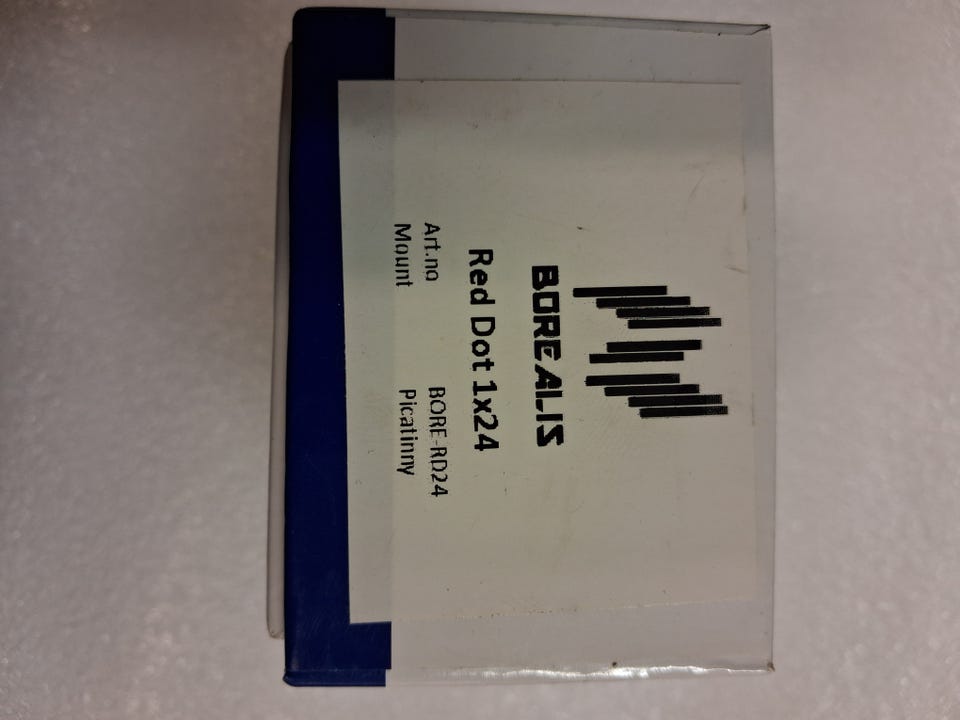 BOREALIS
Red Dot 1x24
Art.no BORE-RD24
Mount Picatinny